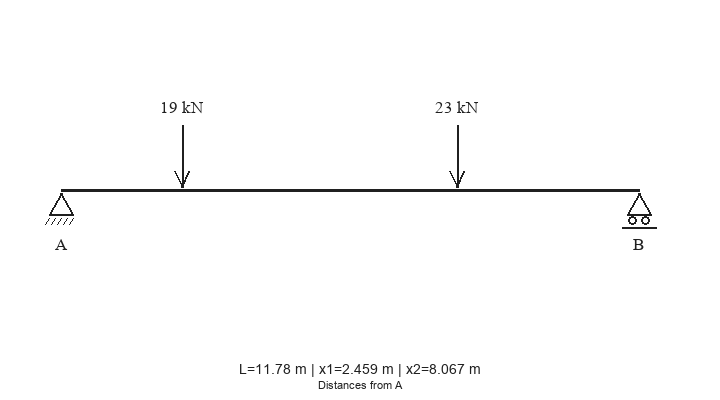 19 kN 23 kN
A B
L=11.78 m | x1=2.459 m | x2=8.067 m
Distances from A